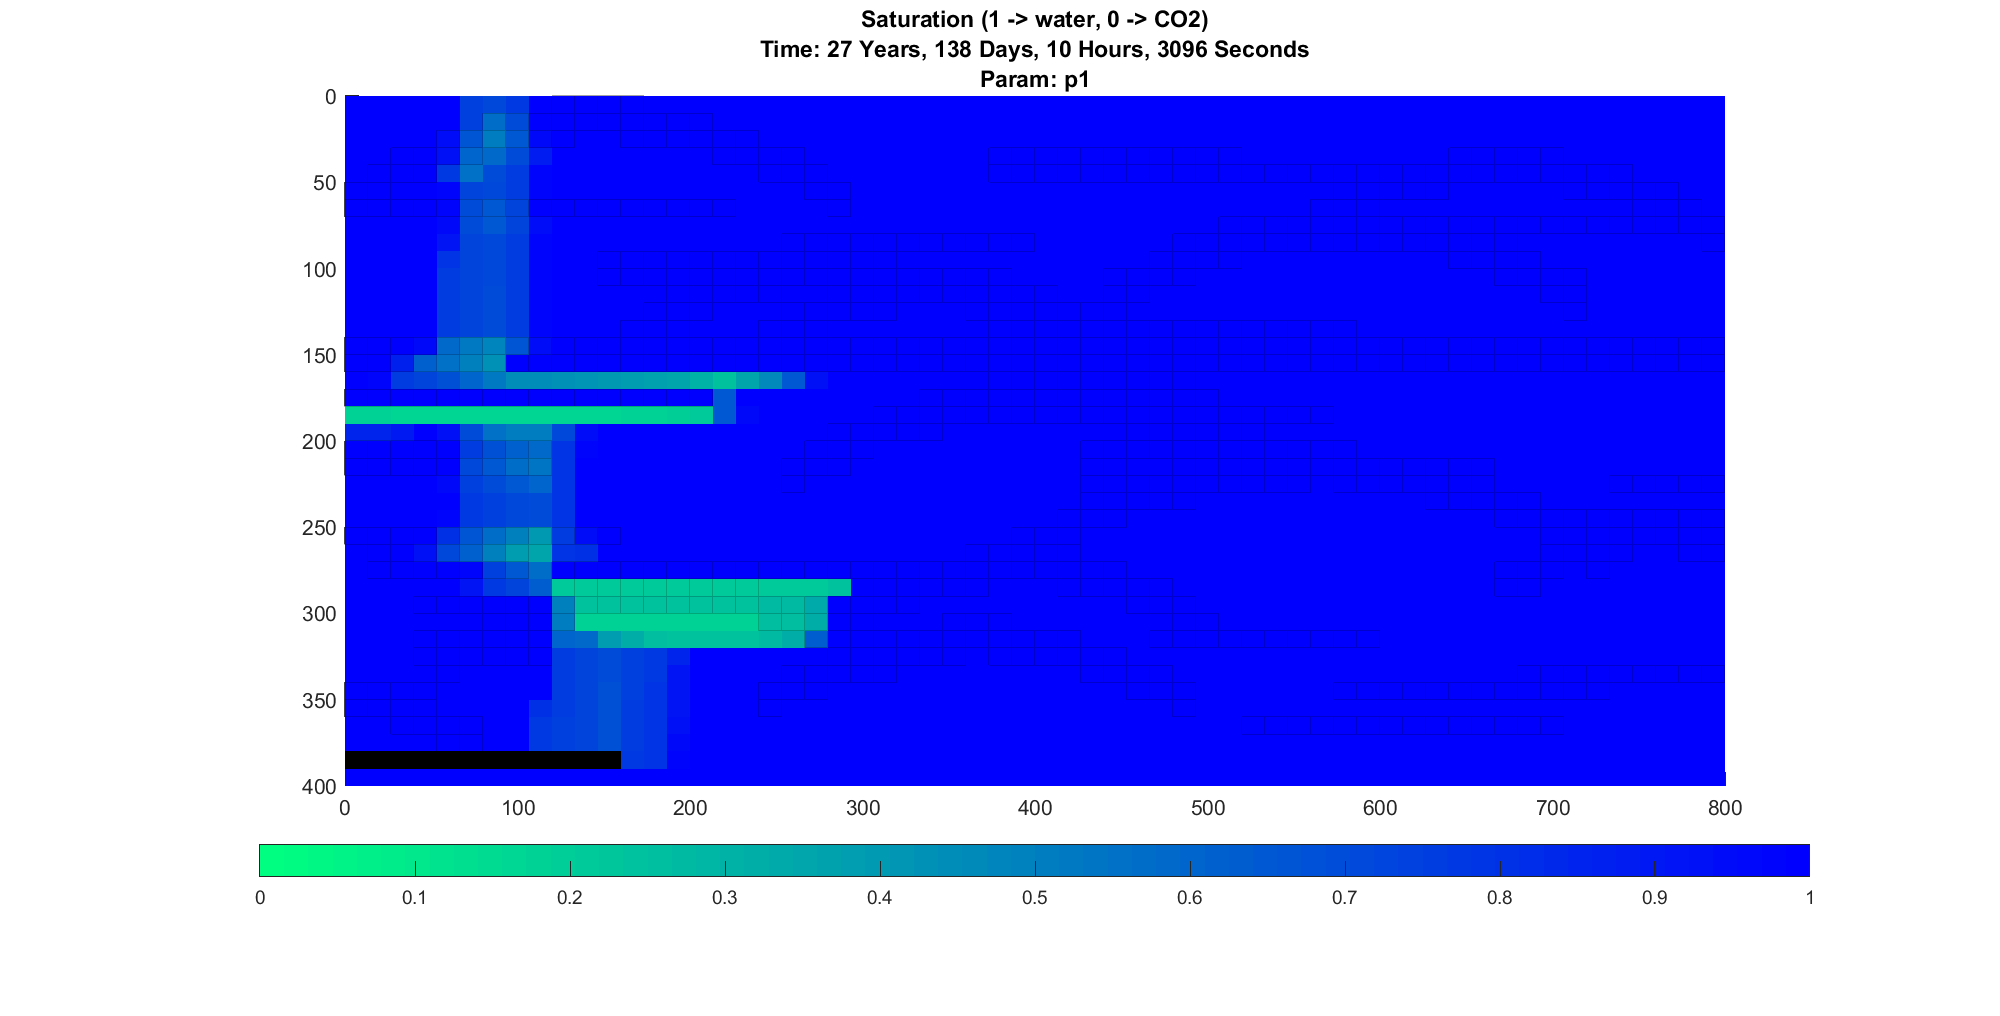 Saturation (1 -> water, 0 -> CO2)
Time: 27 Years, 138 Days, 10 Hours, 3096 Seconds
Param: p1
0
50
100
150
200
250
300
350
400
0 100 200 300 400 500 600 700 800
0 0.1 0.2 0.3 0.4 0.5 0.6 0.7 0.8 0.9 1